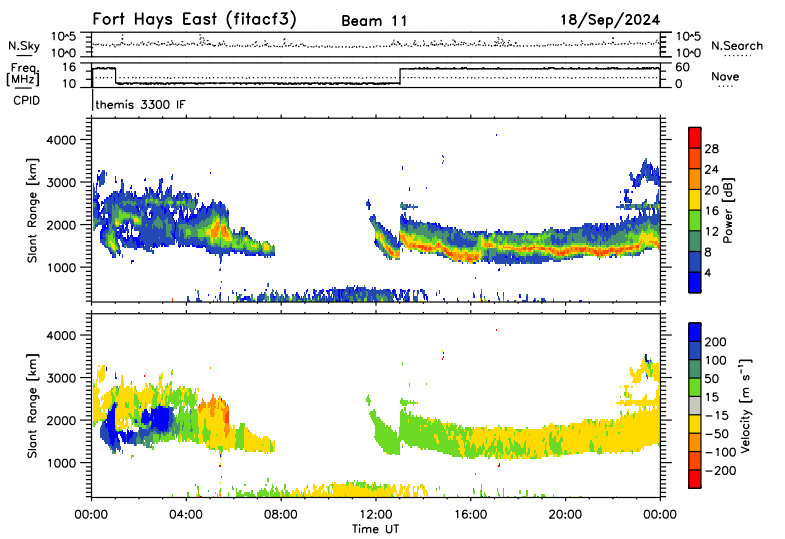 Fort Hays East (fitacf3)
Beam 11
18/Sep/2024
N.Sky
10^5
10^0
10^5
10^0
N.Search
Freq.
[MHz]
16
10
60
0
Nave
CPID
themis 3300 IF
Slant Range [km]
4000
3000
2000
1000
28
24
20
16
12
8
4
Power [dB]
Slant Range [km]
4000
3000
2000
1000
200
100
50
15
-15
-50
-100
-200
Velocity [m s^-1]
00:00 04:00 08:00 12:00 16:00 20:00 00:00
Time UT